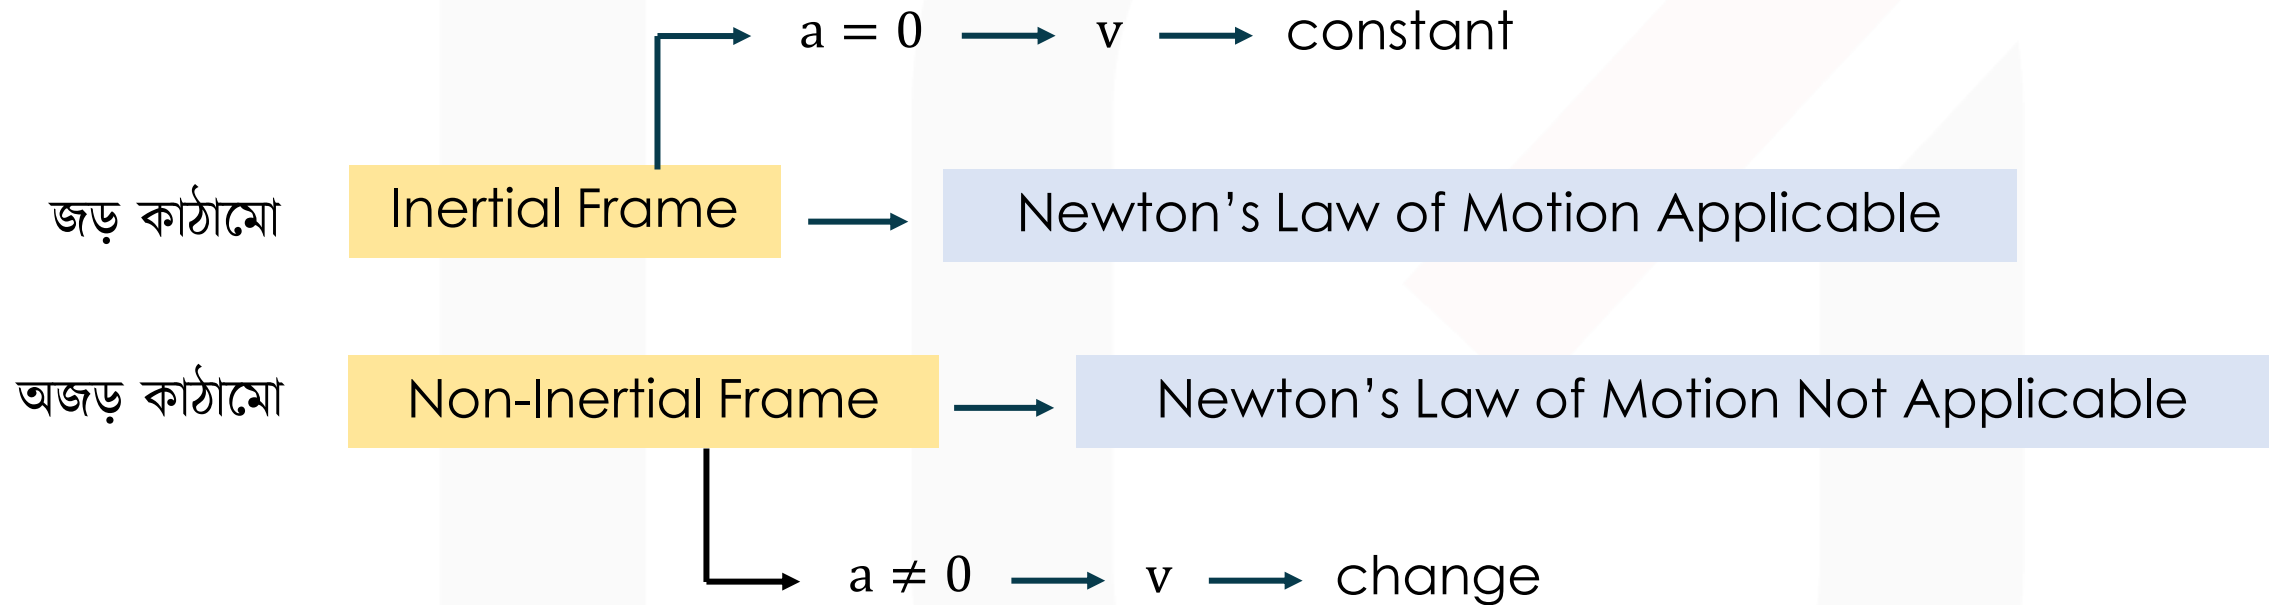 a = 0 v constant
জড় কাঠামো Inertial Frame Newton’s Law of Motion Applicable
অজড় কাঠামো Non-Inertial Frame Newton’s Law of Motion Not Applicable
a ≠ 0 v change